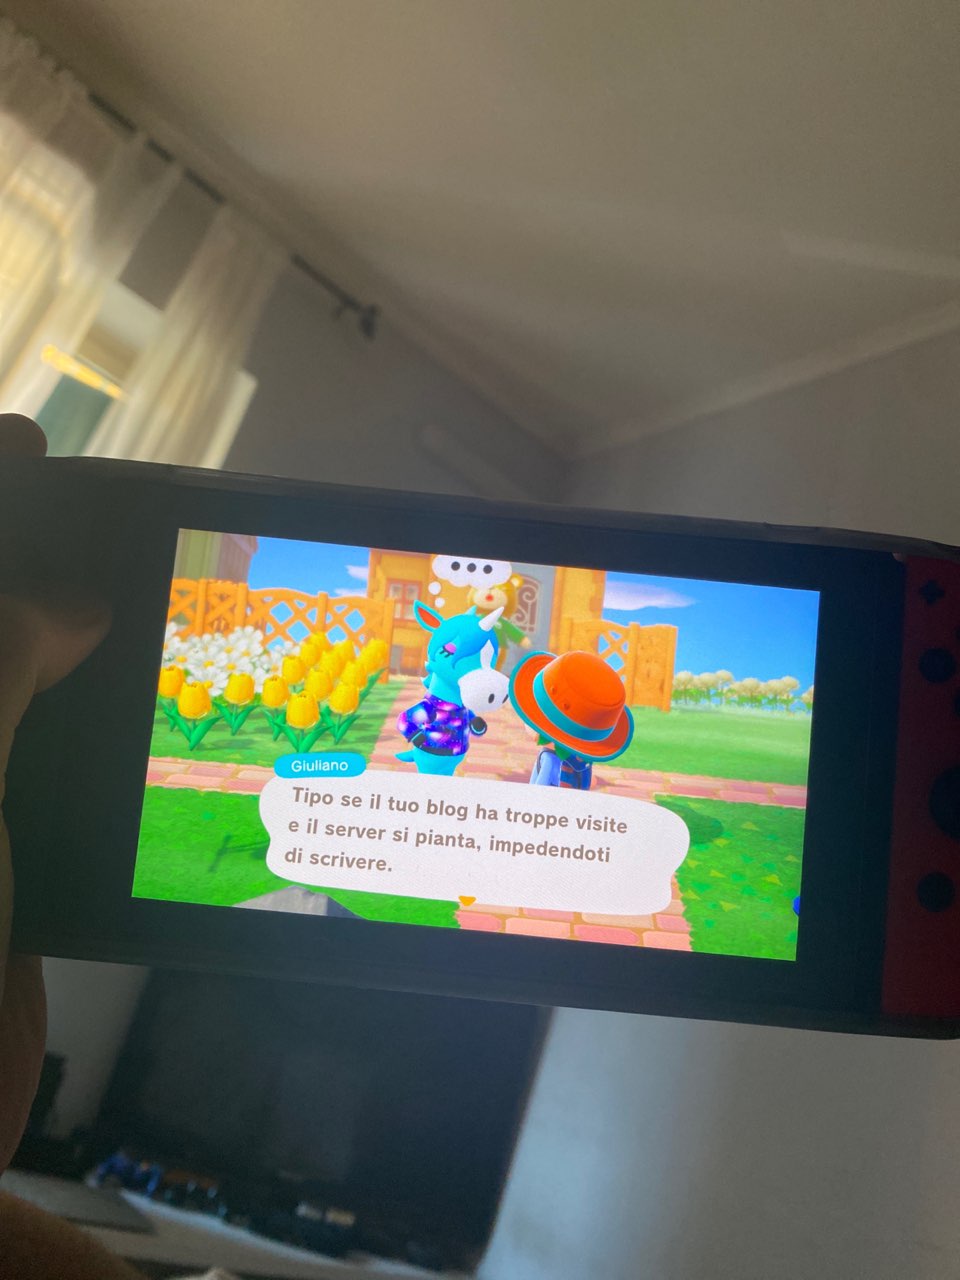 Giuliano
Tipo se il tuo blog ha troppe visite
e il server si pianta, impedendoti
di scrivere.